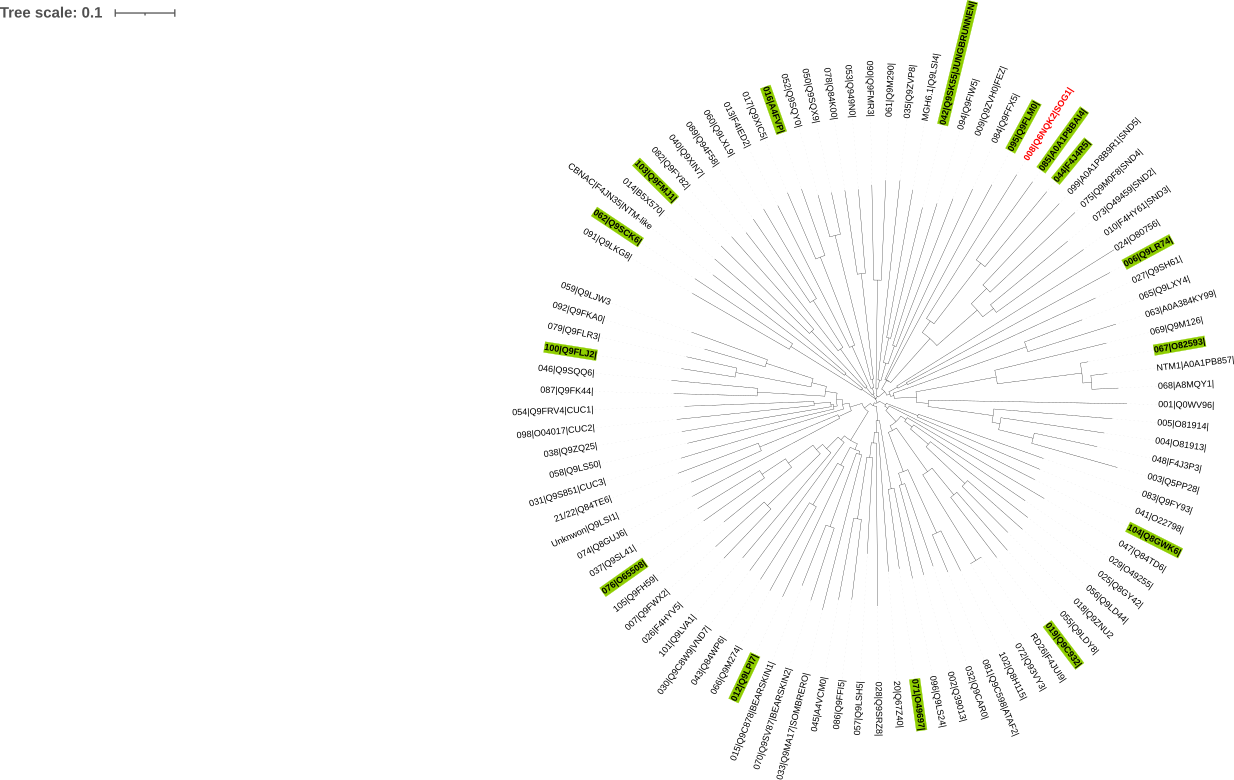 Tree scale: 0.1
042|Q9SK55|JUNGBRUNNEN|
094|Q9FIW5|
009|Q9ZVH0|FEZ|
084|Q9FFX5|
095|Q9FLM0|
008|Q6NQK2|SOG1|
085|A0A1P8BAI4|
044|F4J4R5|
099|A0A1P8B9R1|SND5|
075|Q9M0F8|SND4|
073|O49459|SND2|
010|F4HY61|SND3|
024|O80756|
006|Q9LR74|
027|Q9SH61|
065|Q9LXY4|
063|A0A384KY99|
069|Q9M126|
067|O82593|
NTM1|A0A1PB857|
068|A8MQY1|
001|Q0WV96|
005|O81914|
004|O81913|
048|F4J3P3|
003|Q5PP28|
083|Q9FY93|
041|O22798|
104|Q8GWK6|
047|Q84TD6|
029|O49255|
025|Q8GY42|
056|Q9LD44|
018|Q9ZNU2
055|Q9LDY8|
019|Q9C932|
RD26|F4JUI9|
072|Q93VY3|
102|Q8H115|
081|Q9C598|ATAF2|
032|Q9CAR0|
002|Q39013|
096|Q9LS24|
071|O49697|
20|Q67Z40|
028|Q6SRZ8|
057|Q9LSH5|
086|Q9FFI5|
045|A4VCM0|
033|Q9MA17|SOMBRERO|
070|Q9SV87|BEARSKIN2|
015|Q9C878|BEARSKIN1|
012|Q9LPI7|
066|Q9M274|
043|Q84WP6|
030|Q9C8W9|VND7|
101|Q9LVA1|
026|F4HYV5|
007|Q9FWX2|
105|Q9FH59|
076|O65508|
037|Q9SL41|
074|Q8GUJ6|
Unknwon|Q9LSI1|
21/22|Q84TE6|
031|Q9S851|CUC3|
058|Q9LS50|
038|Q9ZQ25|
098|O04017|CUC2|
054|Q9FRV4|CUC1|
087|Q9FK44|
046|Q9SQQ6|
100|Q9FLJ2|
079|Q9FLR3|
092|Q9FKA0|
059|Q9LJW3
091|Q9LKG8|
062|Q9SCK6|
CBNAC|F4JN35|NTM-like
014|B5X570|
103|Q9FMJ1|
082|Q9FY82|
040|Q9XIN7|
089|Q94F58|
060|Q9LXL9|
013|F4IED2|
017|Q9XIC5|
016|A4FVP|
052|Q9SQY0|
050|Q9SQX9|
078|Q84K00|
053|Q949N0|
090|Q9FMR3|
061|Q9M290|
035|Q9ZVP8|
MGH6.1|Q9LSI4|